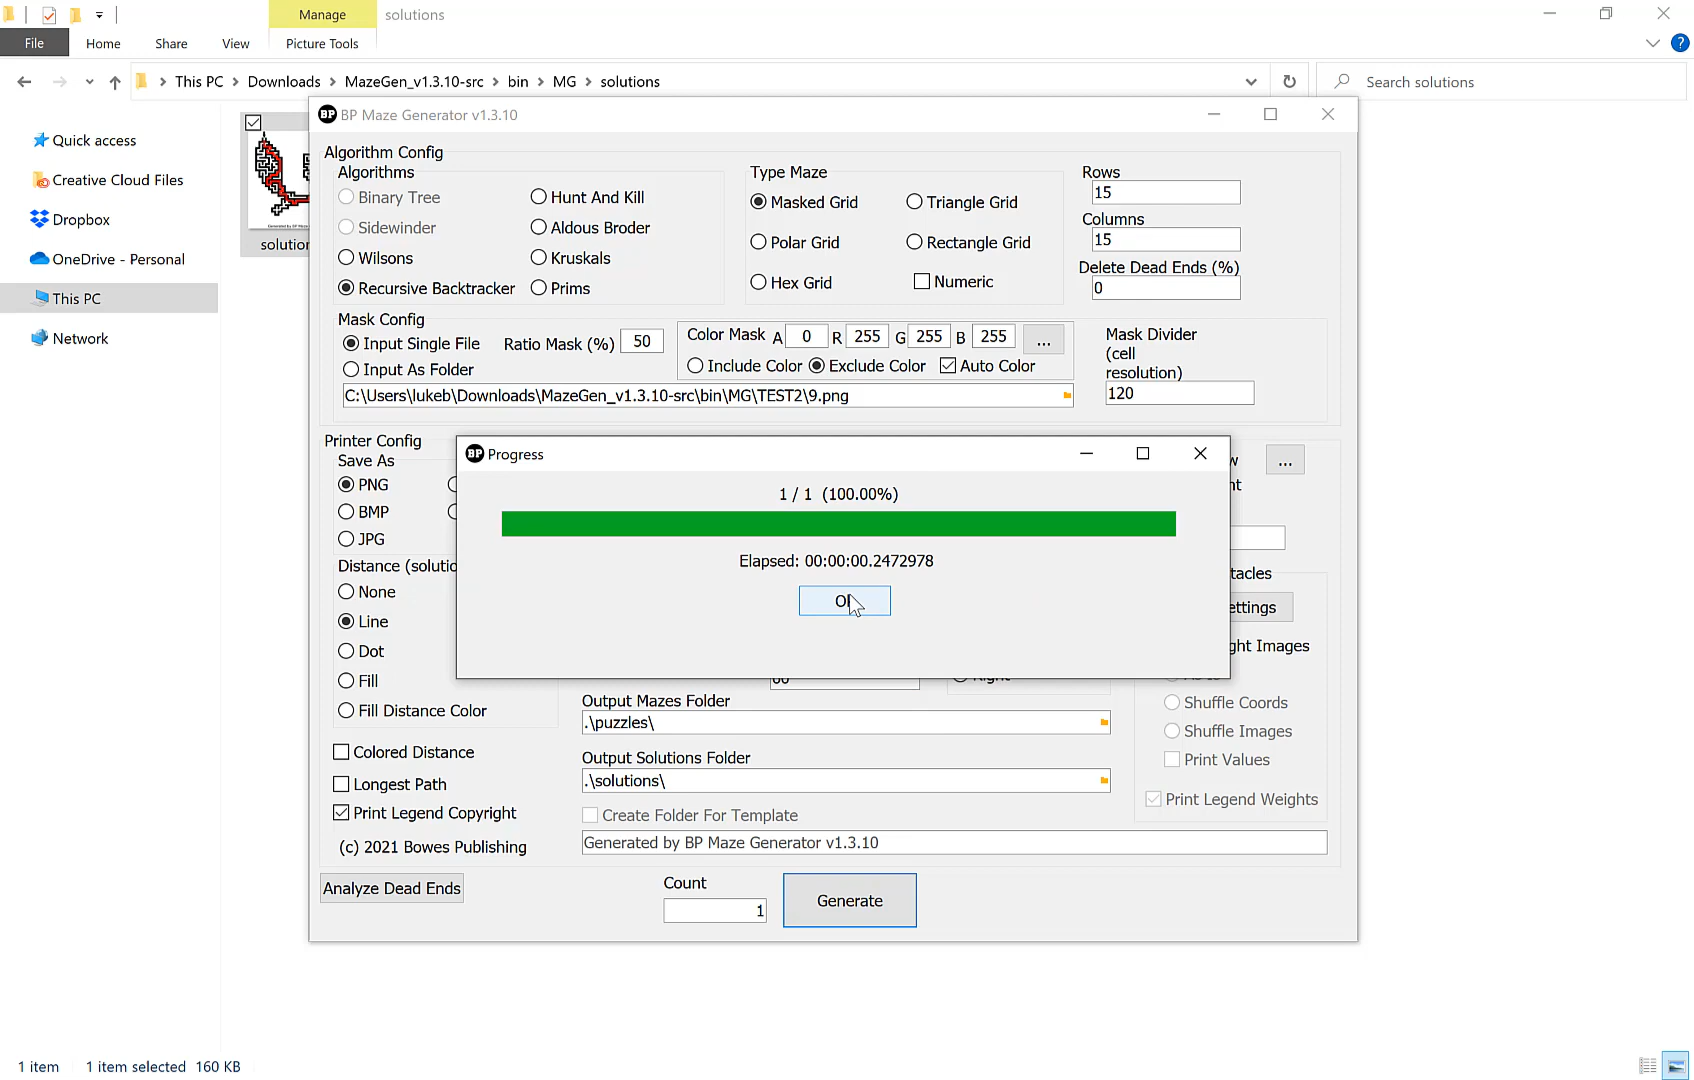 Manage
solutions
File
Home
Share
View
Picture Tools
This PC
Downloads
MazeGen_v1.3.10-src
bin
MG
solutions
Search solutions
Quick access
Creative Cloud Files
Dropbox
OneDrive - Personal
This PC
Network
BP
BP Maze Generator v1.3.10
Algorithm Config
Algorithms
Binary Tree
Hunt And Kill
Sidewinder
Aldous Broder
Wilsons
Kruskals
Recursive Backtracker
Prims
Type Maze
Masked Grid
Triangle Grid
Polar Grid
Rectangle Grid
Hex Grid
Numeric
Rows
15
Columns
15
Delete Dead Ends (%)
0
Mask Config
Input Single File
Ratio Mask (%) 50
Input As Folder
Color Mask A 0 R 255 G 255 B 255 ...
Include Color Exclude Color Auto Color
C:\Users\lukeb\Downloads\MazeGen_v1.3.10-src\bin\MG\TEST2\9.png
Mask Divider
(cell
resolution)
120
Printer Config
Save As
PNG
BMP
JPG
...
BP Progress
1 / 1 (100.00%)
Elapsed: 00:00:00.2472978
Distance (solutio
None
Line
Dot
Fill
Fill Distance Color
tacles
ettings
ght Images
Shuffle Coords
Shuffle Images
Print Values
Print Legend Weights
Output Mazes Folder
.\puzzles\
Output Solutions Folder
.\solutions\
Create Folder For Template
Generated by BP Maze Generator v1.3.10
Colored Distance
Longest Path
Print Legend Copyright
(c) 2021 Bowes Publishing
Analyze Dead Ends
Count
1
Generate
1 item
1 item selected 160 KB